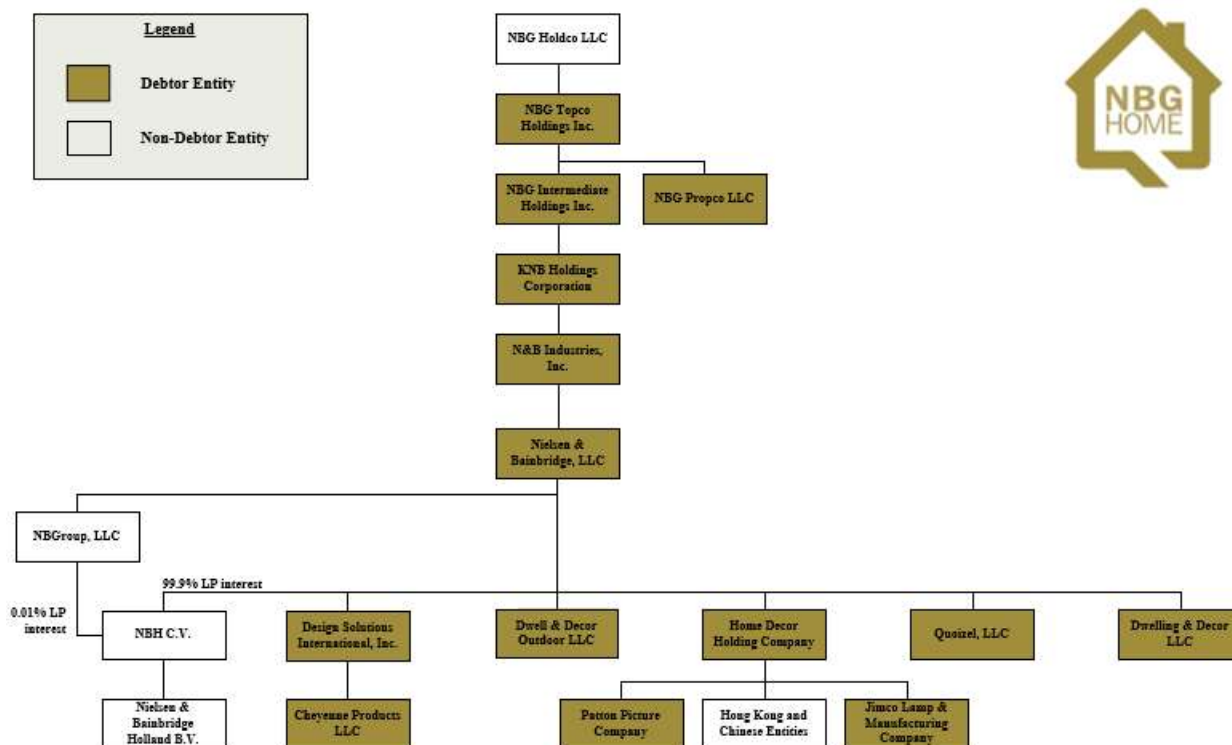 Legend
Debtor Entity
Non-Debtor Entity
NBG Holdco LLC
NBG
HOME
NBG Topco
Holdings Inc.
NBG Intermediate
Holdings Inc.
NBG Propco LLC
KNB Holdings
Corporation
N&B Industries,
Inc.
Nielsen &
Bainbridge, LLC
NBGroup, LLC
99.9% LP interest
0.01% LP
interest
NBH C.V.
Design Solutions
International, Inc.
Dwell & Decor
Outdoor LLC
Home Decor
Holding Company
Quoizel, LLC
Dwelling & Decor
LLC
Nielsen &
Bainbridge
Holland B.V.
Cheyenne Products
LLC
Patton Picture
Company
Hong Kong and
Chinese Entities
Jimco Lamp &
Manufacturing
Company